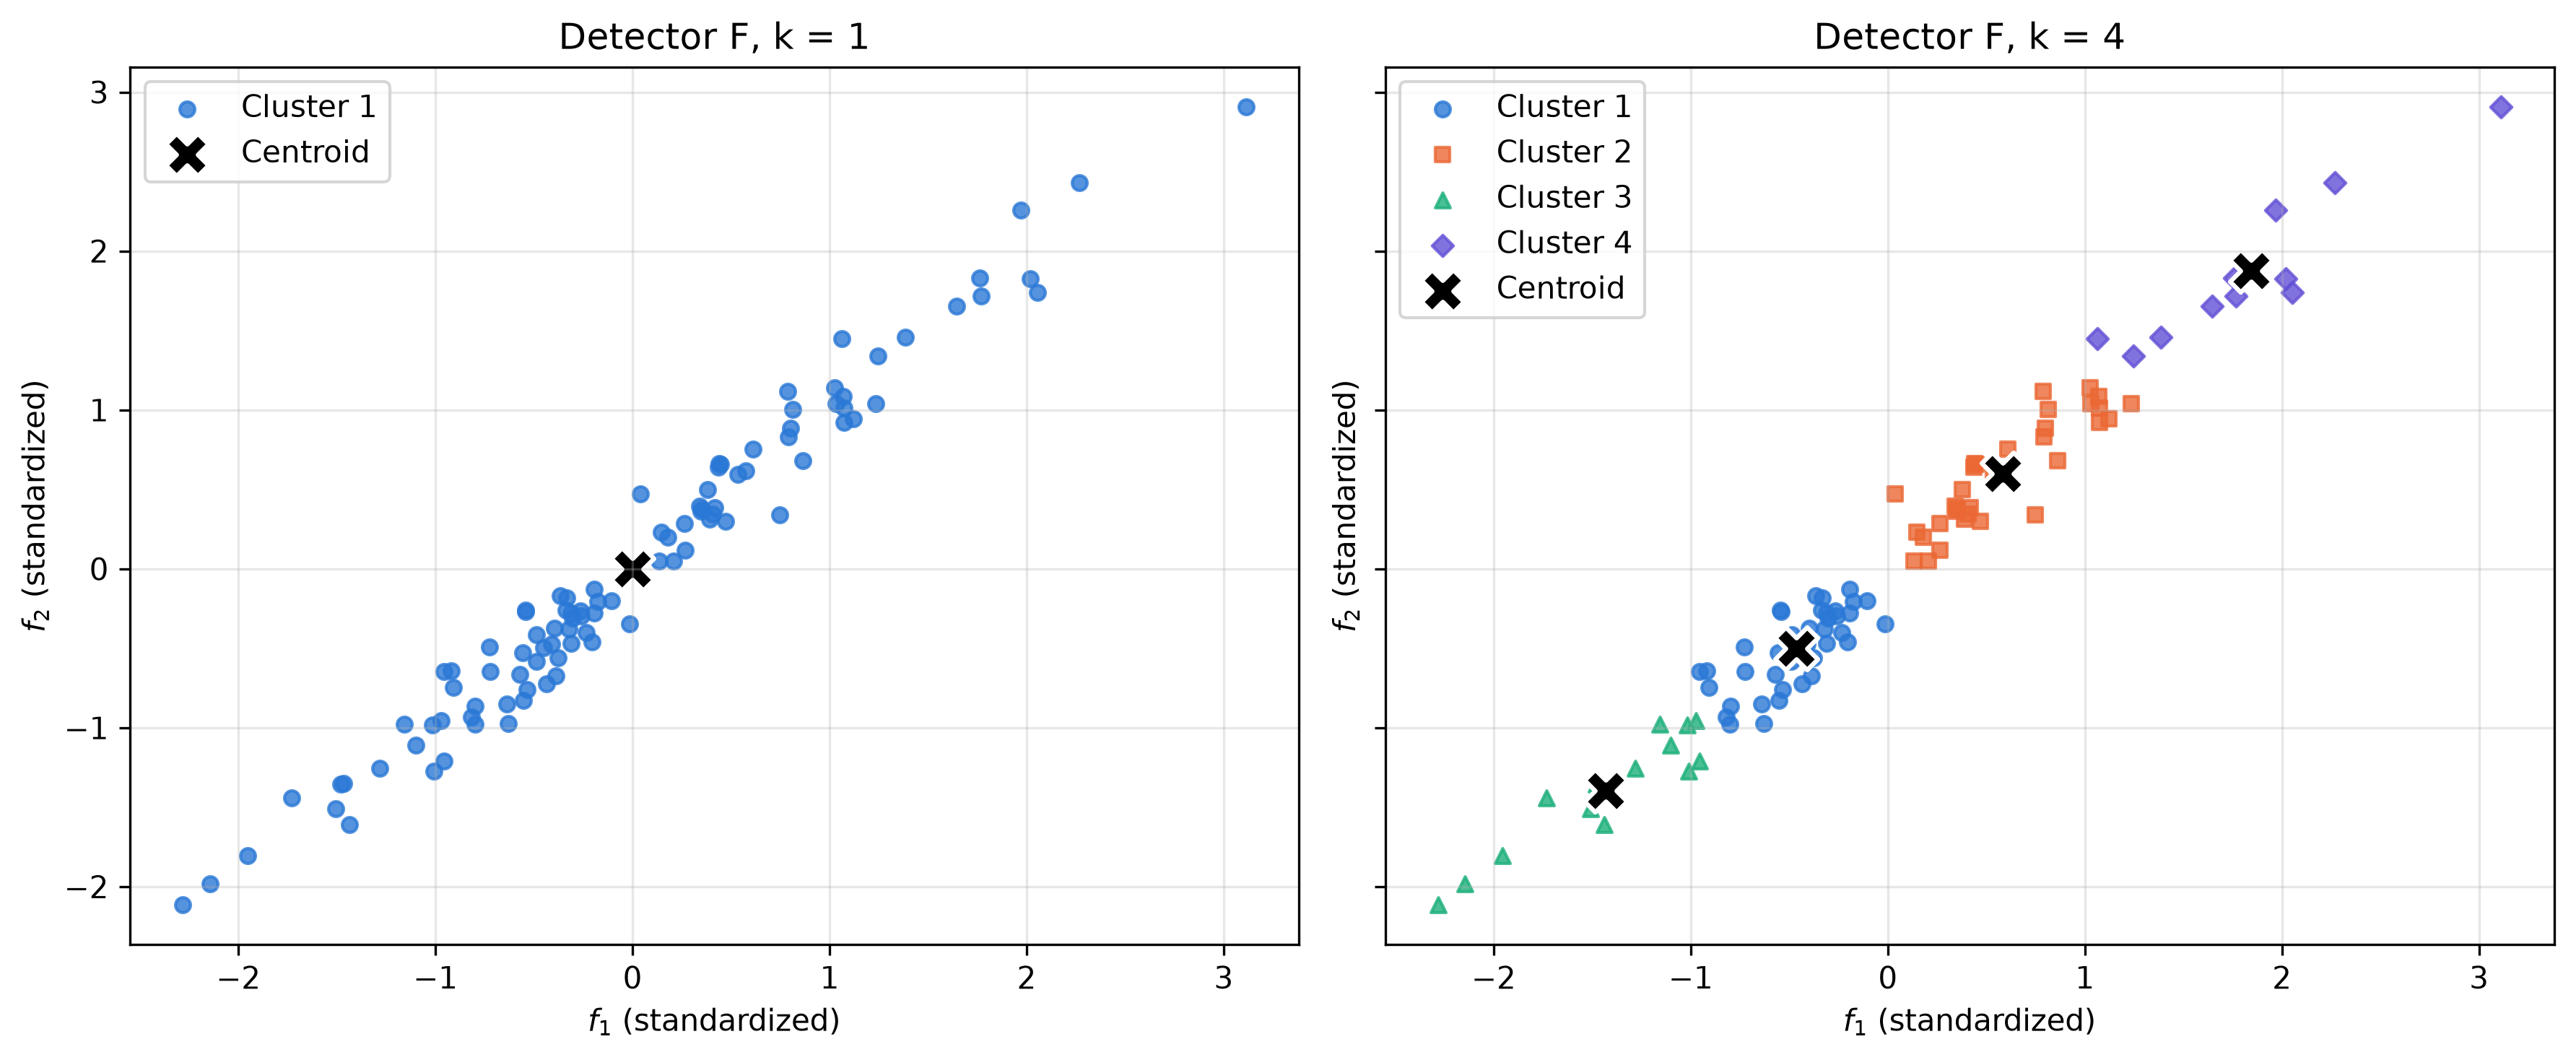 Detector F, k = 1
Cluster 1
Centroid
3
2
1
0
−1
−2
f₂ (standardized)
−2
−1
0
1
2
3
f₁ (standardized)
Detector F, k = 4
Cluster 1
Cluster 2
Cluster 3
Cluster 4
Centroid
f₂ (standardized)
−2
−1
0
1
2
3
f₁ (standardized)